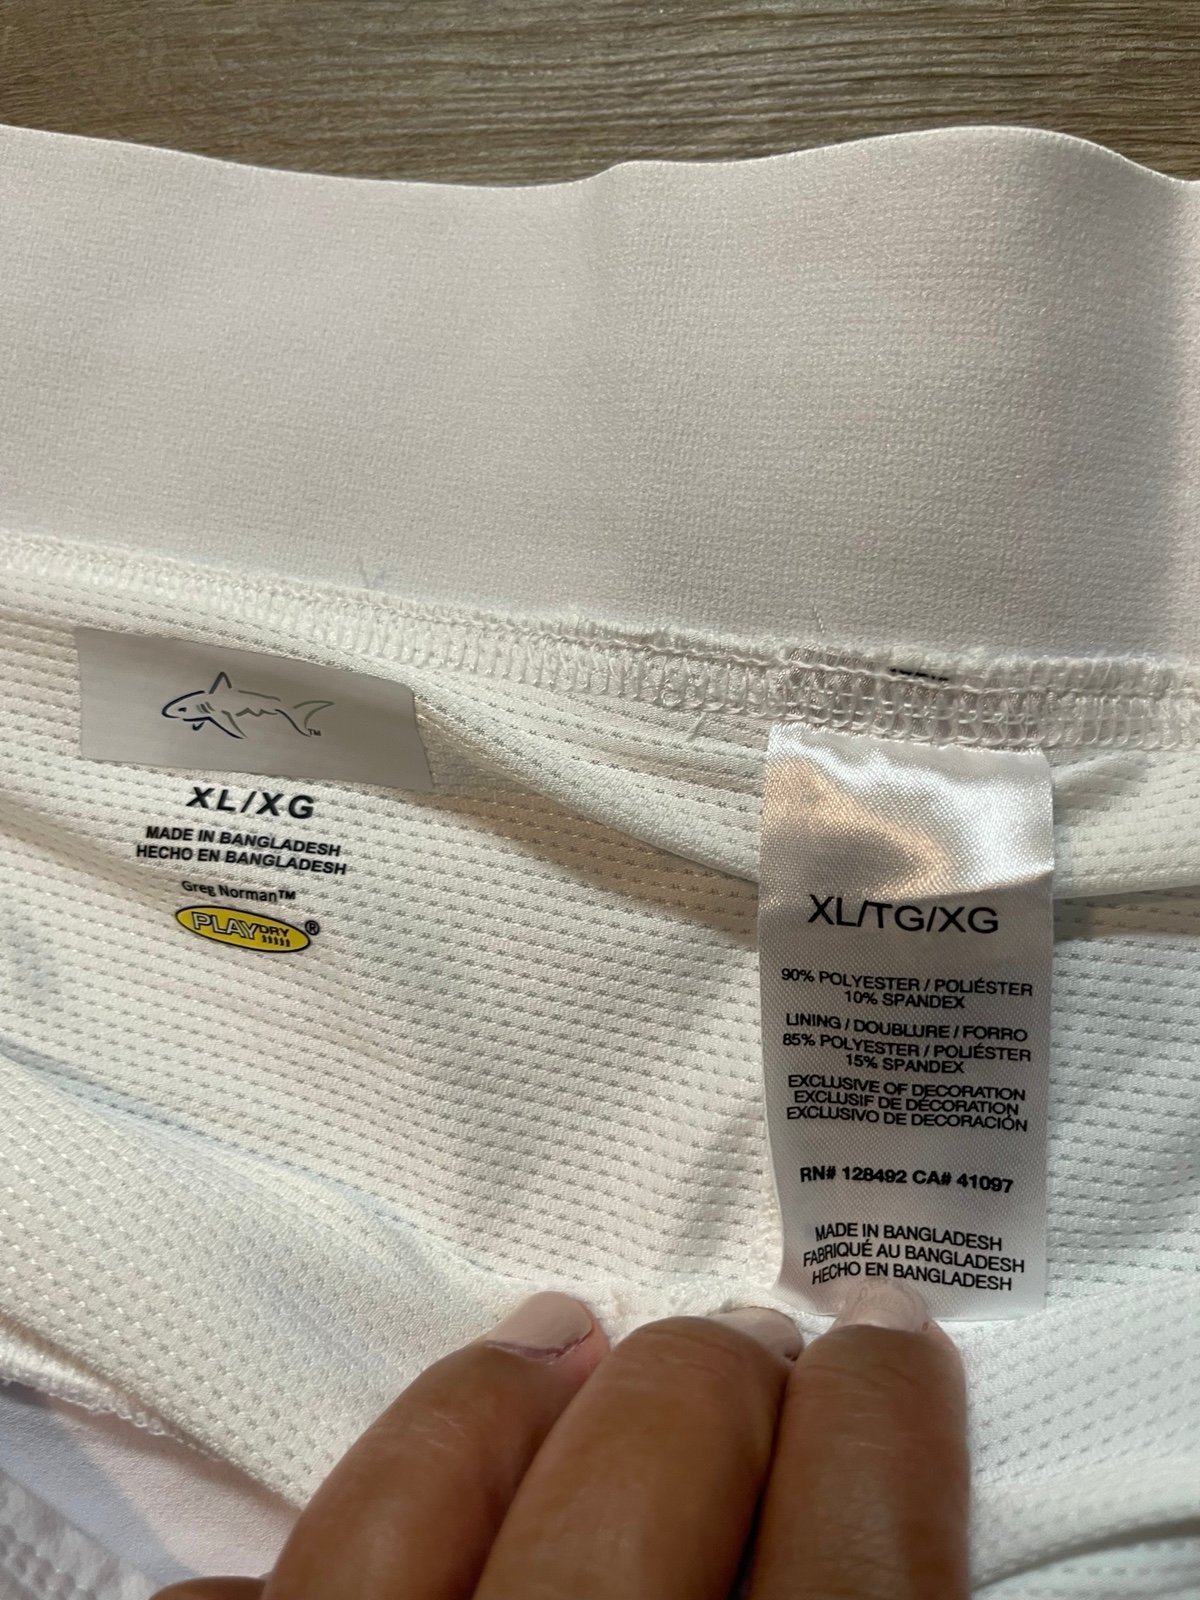 TM
XL/XG
MADE IN BANGLADESH
HECHO EN BANGLADESH
Greg Norman™
PLAYDRY®
XL/TG/XG
90% POLYESTER / POLIÉSTER
10% SPANDEX
LINING / DOUBLURE / FORRO
85% POLYESTER / POLIÉSTER
15% SPANDEX
EXCLUSIVE OF DECORATION
EXCLUSIF DE DÉCORATION
EXCLUSIVO DE DECORACIÓN
RN# 128492 CA# 41097
MADE IN BANGLADESH
FABRIQUÉ AU BANGLADESH
HECHO EN BANGLADESH